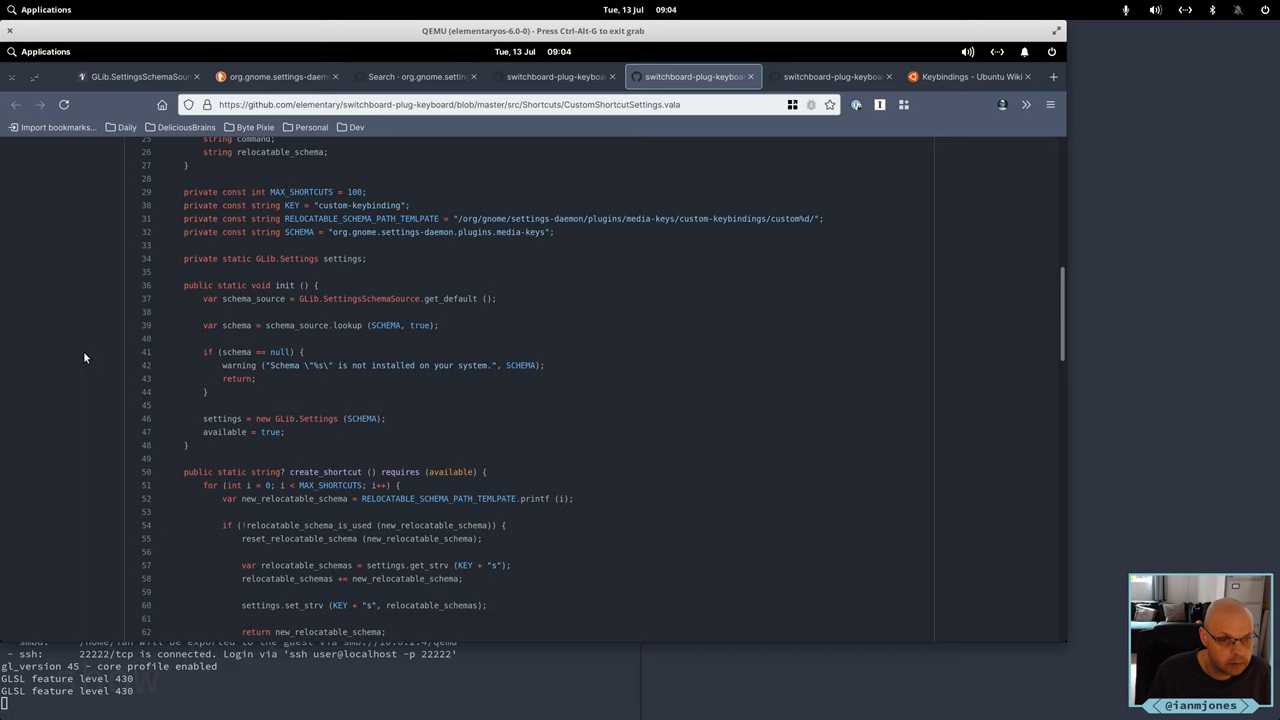 Applications
Tue, 13 Jul 09:04
QEMU (elementaryos-6.0-0) - Press Ctrl-Alt-G to exit grab
Applications
Tue, 13 Jul 09:04
GLib.SettingsSchemaSour
org.gnome.settings-daem
Search · org.gnome.setting
switchboard-plug-keyboar
switchboard-plug-keyboa
switchboard-plug-keyboar
Keybindings - Ubuntu Wiki
https://github.com/elementary/switchboard-plug-keyboard/blob/master/src/Shortcuts/CustomShortcutSettings.vala
Import bookmarks...
Daily
DeliciousBrains
Byte Pixie
Personal
Dev
25 string command;
26 string relocatable_schema;
27 }
28
29 private const int MAX_SHORTCUTS = 100;
30 private const string KEY = "custom-keybinding";
31 private const string RELOCATABLE_SCHEMA_PATH_TEMLPATE = "/org/gnome/settings-daemon/plugins/media-keys/custom-keybindings/custom%d/";
32 private const string SCHEMA = "org.gnome.settings-daemon.plugins.media-keys";
33
34 private static GLib.Settings settings;
35
36 public static void init () {
37 var schema_source = GLib.SettingsSchemaSource.get_default ();
38
39 var schema = schema_source.lookup (SCHEMA, true);
40
41 if (schema == null) {
42 warning ("Schema \"%s\" is not installed on your system.", SCHEMA);
43 return;
44 }
45
46 settings = new GLib.Settings (SCHEMA);
47 available = true;
48 }
49
50 public static string? create_shortcut () requires (available) {
51 for (int i = 0; i < MAX_SHORTCUTS; i++) {
52 var new_relocatable_schema = RELOCATABLE_SCHEMA_PATH_TEMLPATE.printf (i);
53
54 if (!relocatable_schema_is_used (new_relocatable_schema)) {
55 reset_relocatable_schema (new_relocatable_schema);
56
57 var relocatable_schemas = settings.get_strv (KEY + "s");
58 relocatable_schemas += new_relocatable_schema;
59
60 settings.set_strv (KEY + "s", relocatable_schemas);
61
62 return new_relocatable_schema;
- ssh: 22222/tcp is connected. Login via 'ssh user@localhost -p 22222'
gl_version 45 - core profile enabled
GLSL feature level 430
GLSL feature level 430
<@ianmjones >